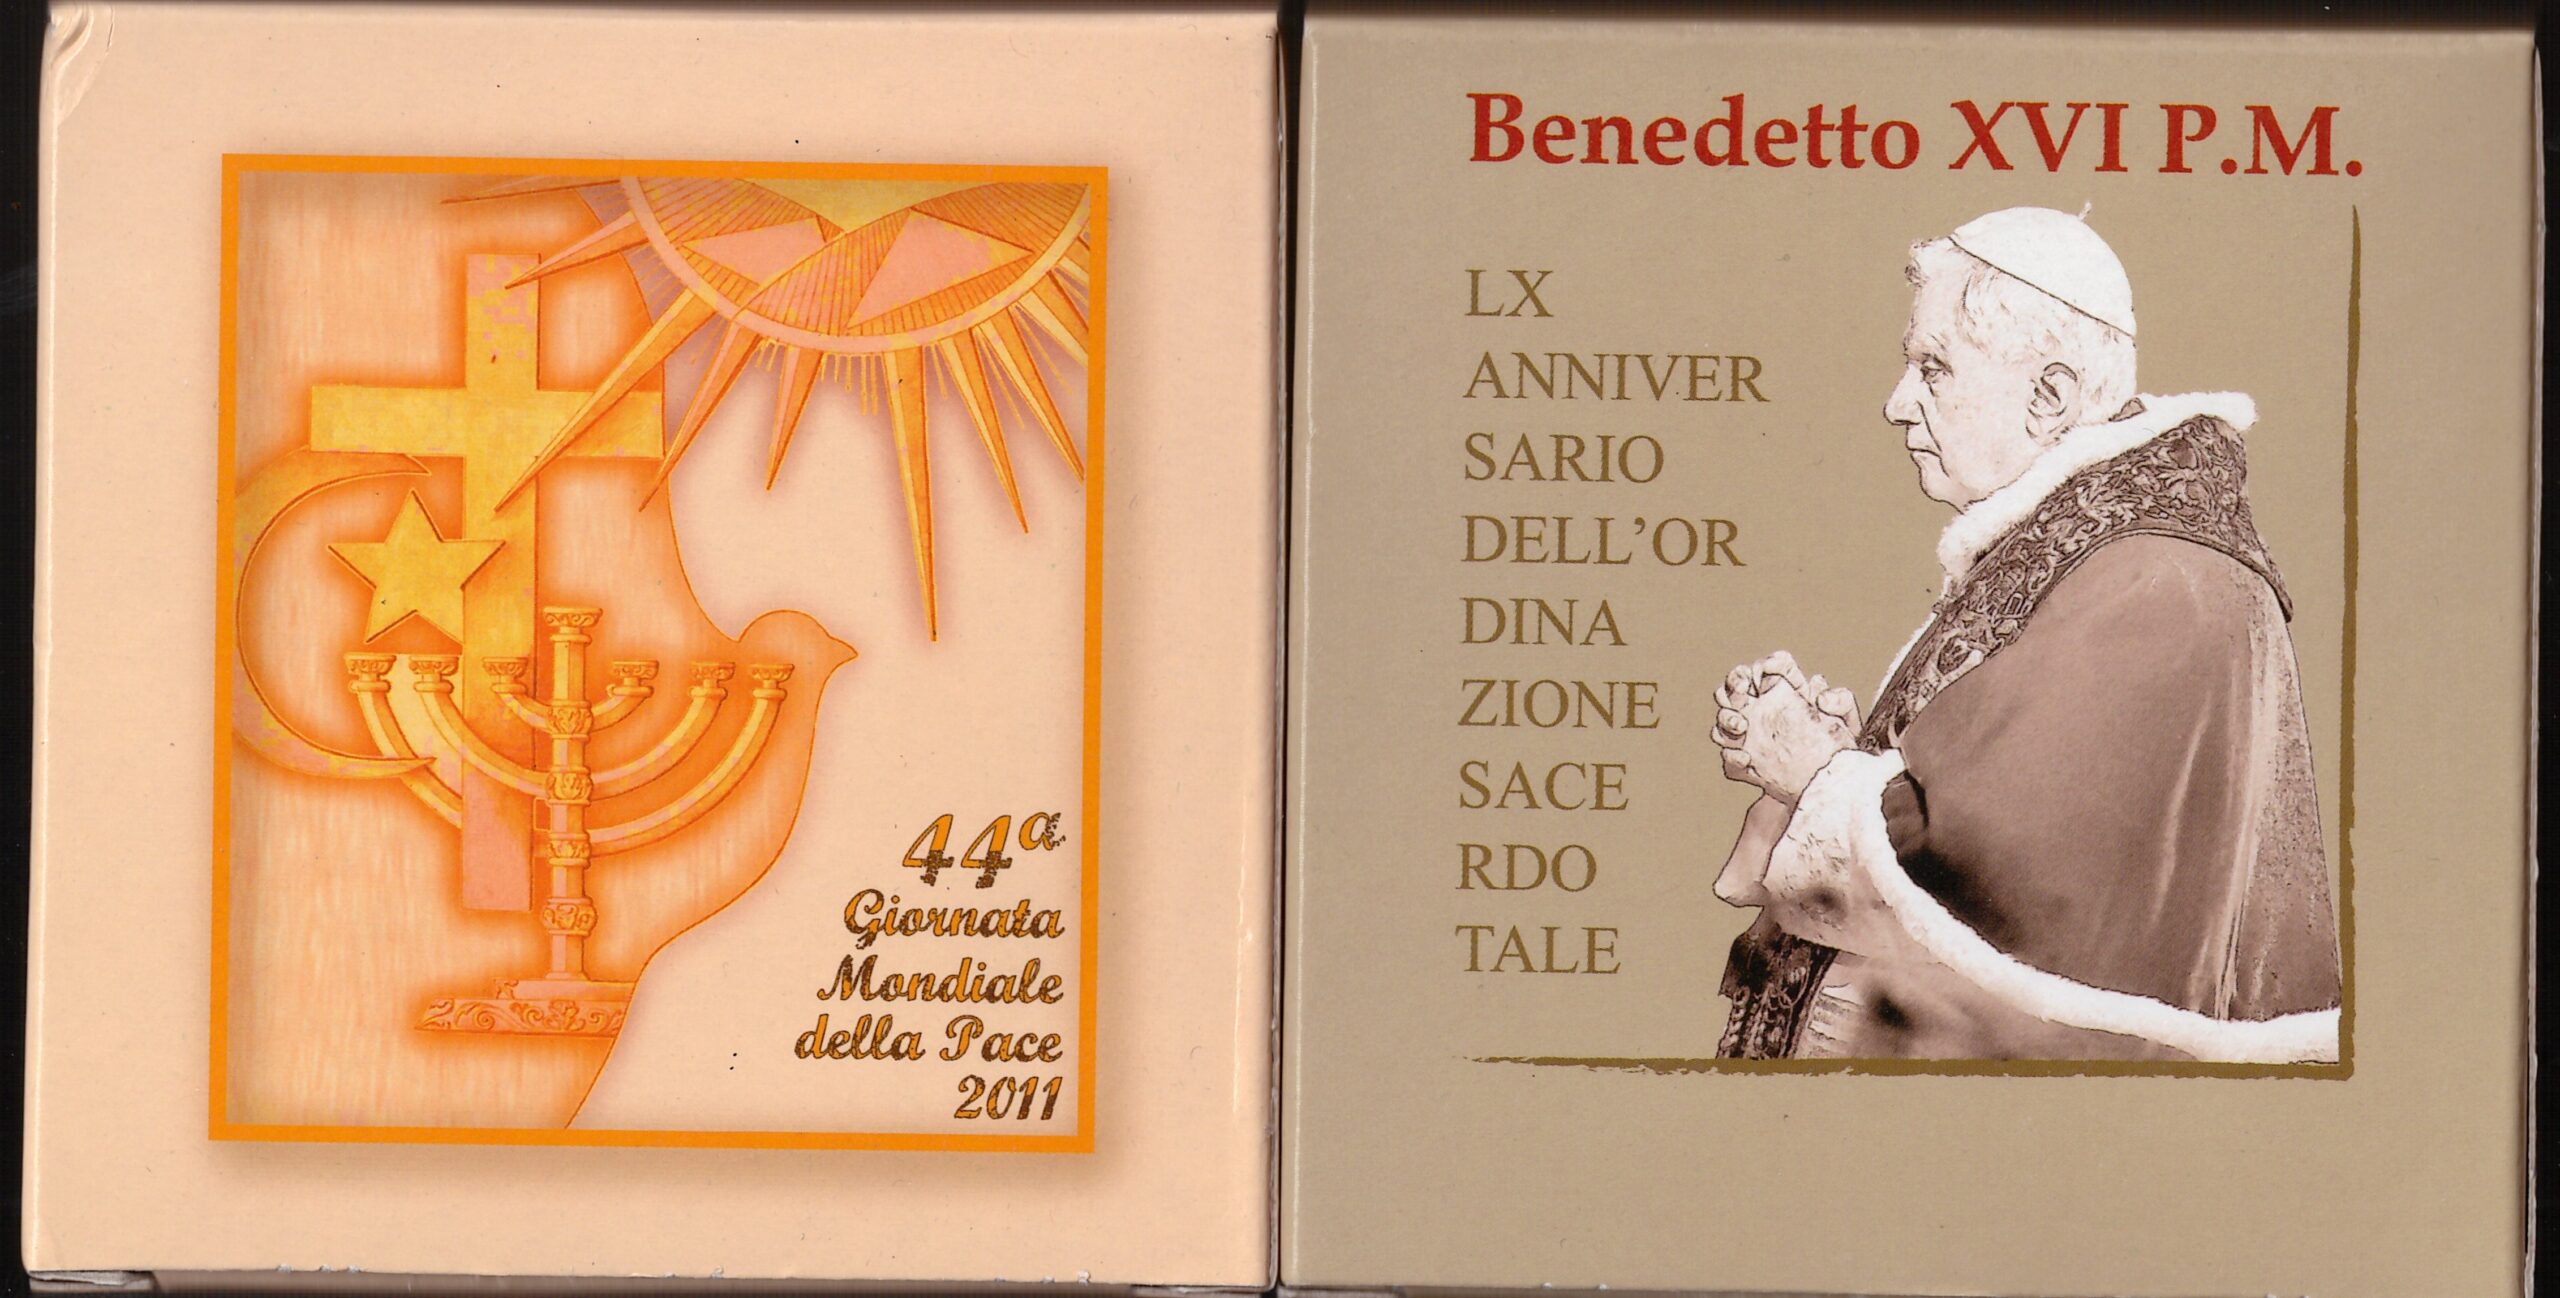 44ª
Giornata
Mondiale
della Pace
2011
Benedetto XVI P.M.
LX
ANNIVER
SARIO
DELL'OR
DINA
ZIONE
SACE
RDO
TALE